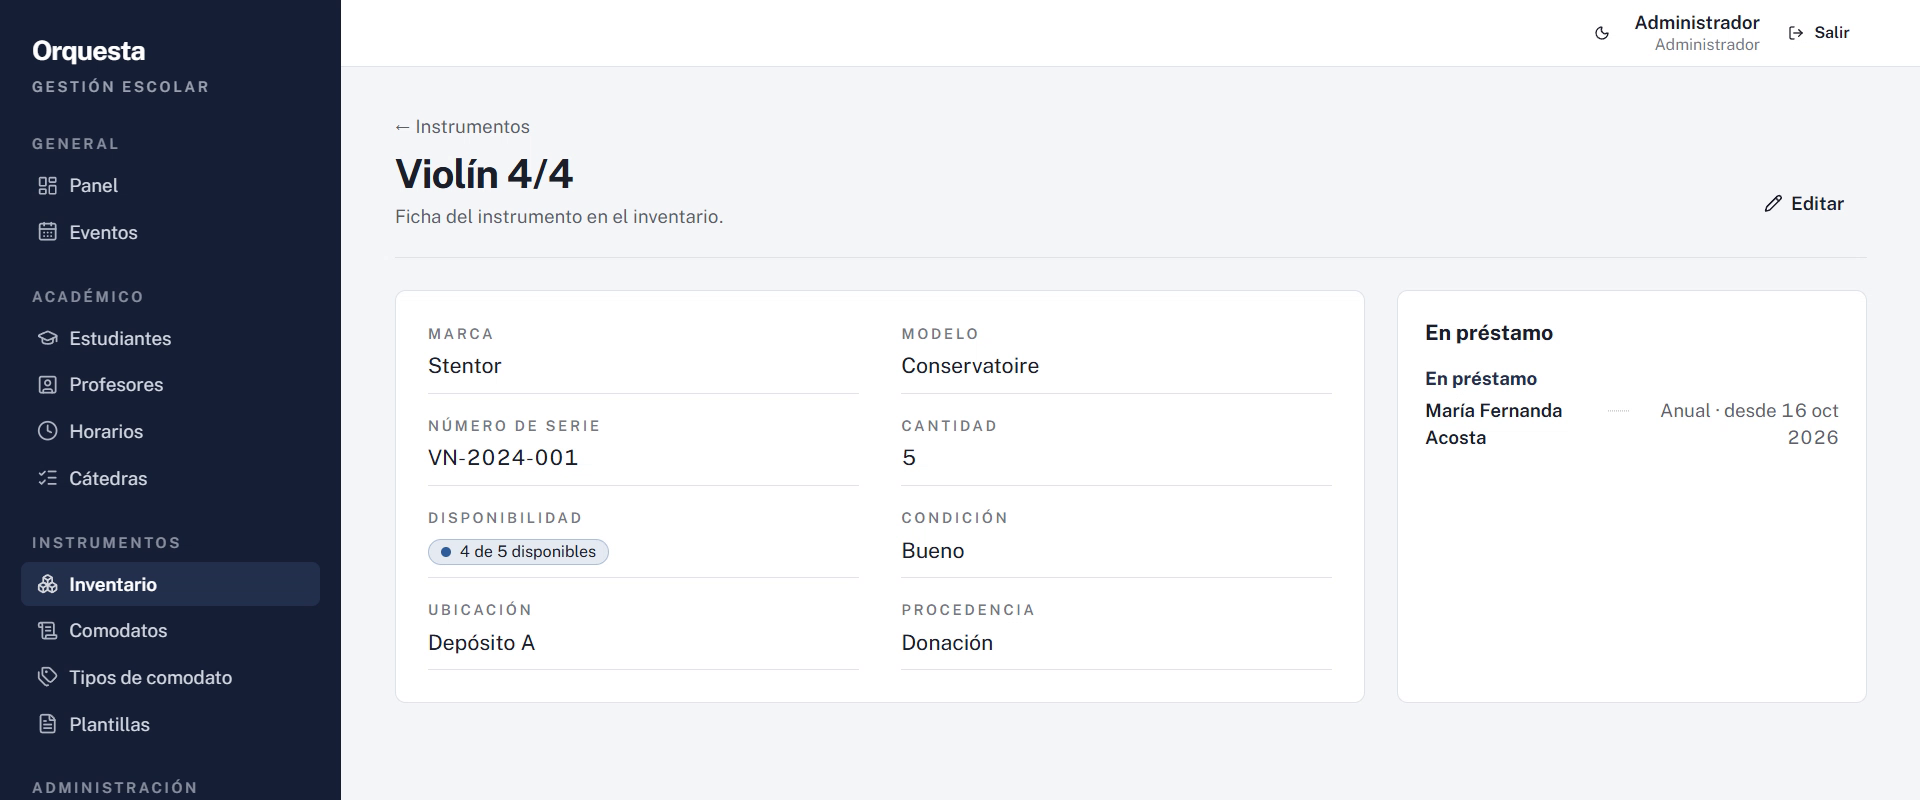 Orquesta
GESTIÓN ESCOLAR
GENERAL
Panel
Eventos
ACADÉMICO
Estudiantes
Profesores
Horarios
Cátedras
INSTRUMENTOS
Inventario
Comodatos
Tipos de comodato
Plantillas
ADMINISTRACIÓN
Administrador
Administrador
Salir
← Instrumentos
Violín 4/4
Ficha del instrumento en el inventario.
Editar
MARCA
Stentor
MODELO
Conservatoire
NÚMERO DE SERIE
VN-2024-001
CANTIDAD
5
DISPONIBILIDAD
4 de 5 disponibles
CONDICIÓN
Bueno
UBICACIÓN
Depósito A
PROCEDENCIA
Donación
En préstamo
En préstamo
María Fernanda
Acosta
Anual · desde 16 oct
2026